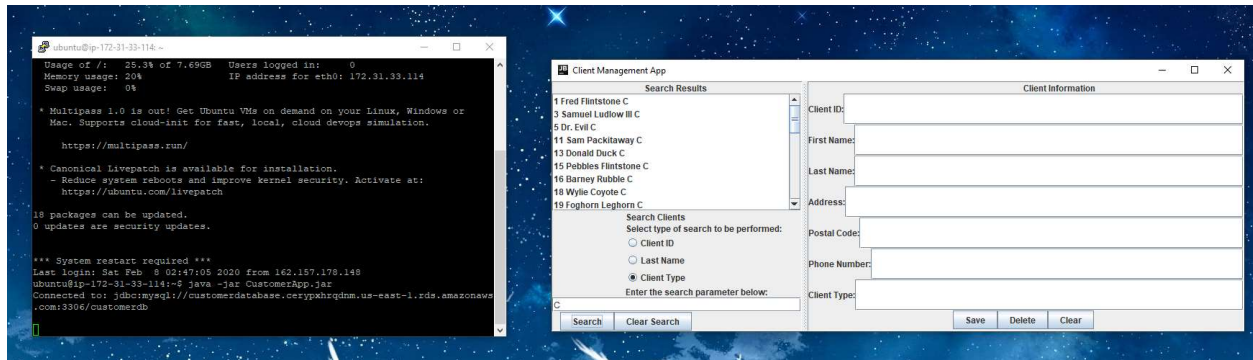 ubuntu@ip-172-31-33-114: ~
Usage of /: 25.3% of 7.69GB Users logged in: 0
Memory usage: 20% IP address for eth0: 172.31.33.114
Swap usage: 0%
* Multipass 1.0 is out! Get Ubuntu VMs on demand on your Linux, Windows or
Mac. Supports cloud-init for fast, local, cloud devops simulation.
https://multipass.run/
* Canonical Livepatch is available for installation.
- Reduce system reboots and improve kernel security. Activate at:
https://ubuntu.com/livepatch
18 packages can be updated.
0 updates are security updates.
*** System restart required ***
Last login: Sat Feb 8 02:47:05 2020 from 162.157.178.148
ubuntu@ip-172-31-33-114:~$ java -jar CustomerApp.jar
Connected to: jdbc:mysql://customerdatabase.cerypxhrqdnm.us-east-1.rds.amazonaws
.com:3306/customerdb
Client Management App
Search Results
1 Fred Flintstone C
3 Samuel Ludlow III C
5 Dr. Evil C
11 Sam Packitaway C
13 Donald Duck C
15 Pebbles Flintstone C
16 Barney Rubble C
18 Wylie Coyote C
19 Foghorn Leghorn C
Search Clients
Select type of search to be performed:
Client ID
Last Name
Client Type
Enter the search parameter below:
C
Search Clear Search
Client Information
Client ID:
First Name:
Last Name:
Address:
Postal Code:
Phone Number:
Client Type:
Save Delete Clear